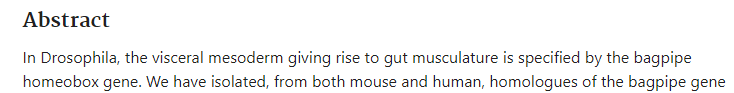 Abstract
In Drosophila, the visceral mesoderm giving rise to gut musculature is specified by the bagpipe
homeobox gene. We have isolated, from both mouse and human, homologues of the bagpipe gene